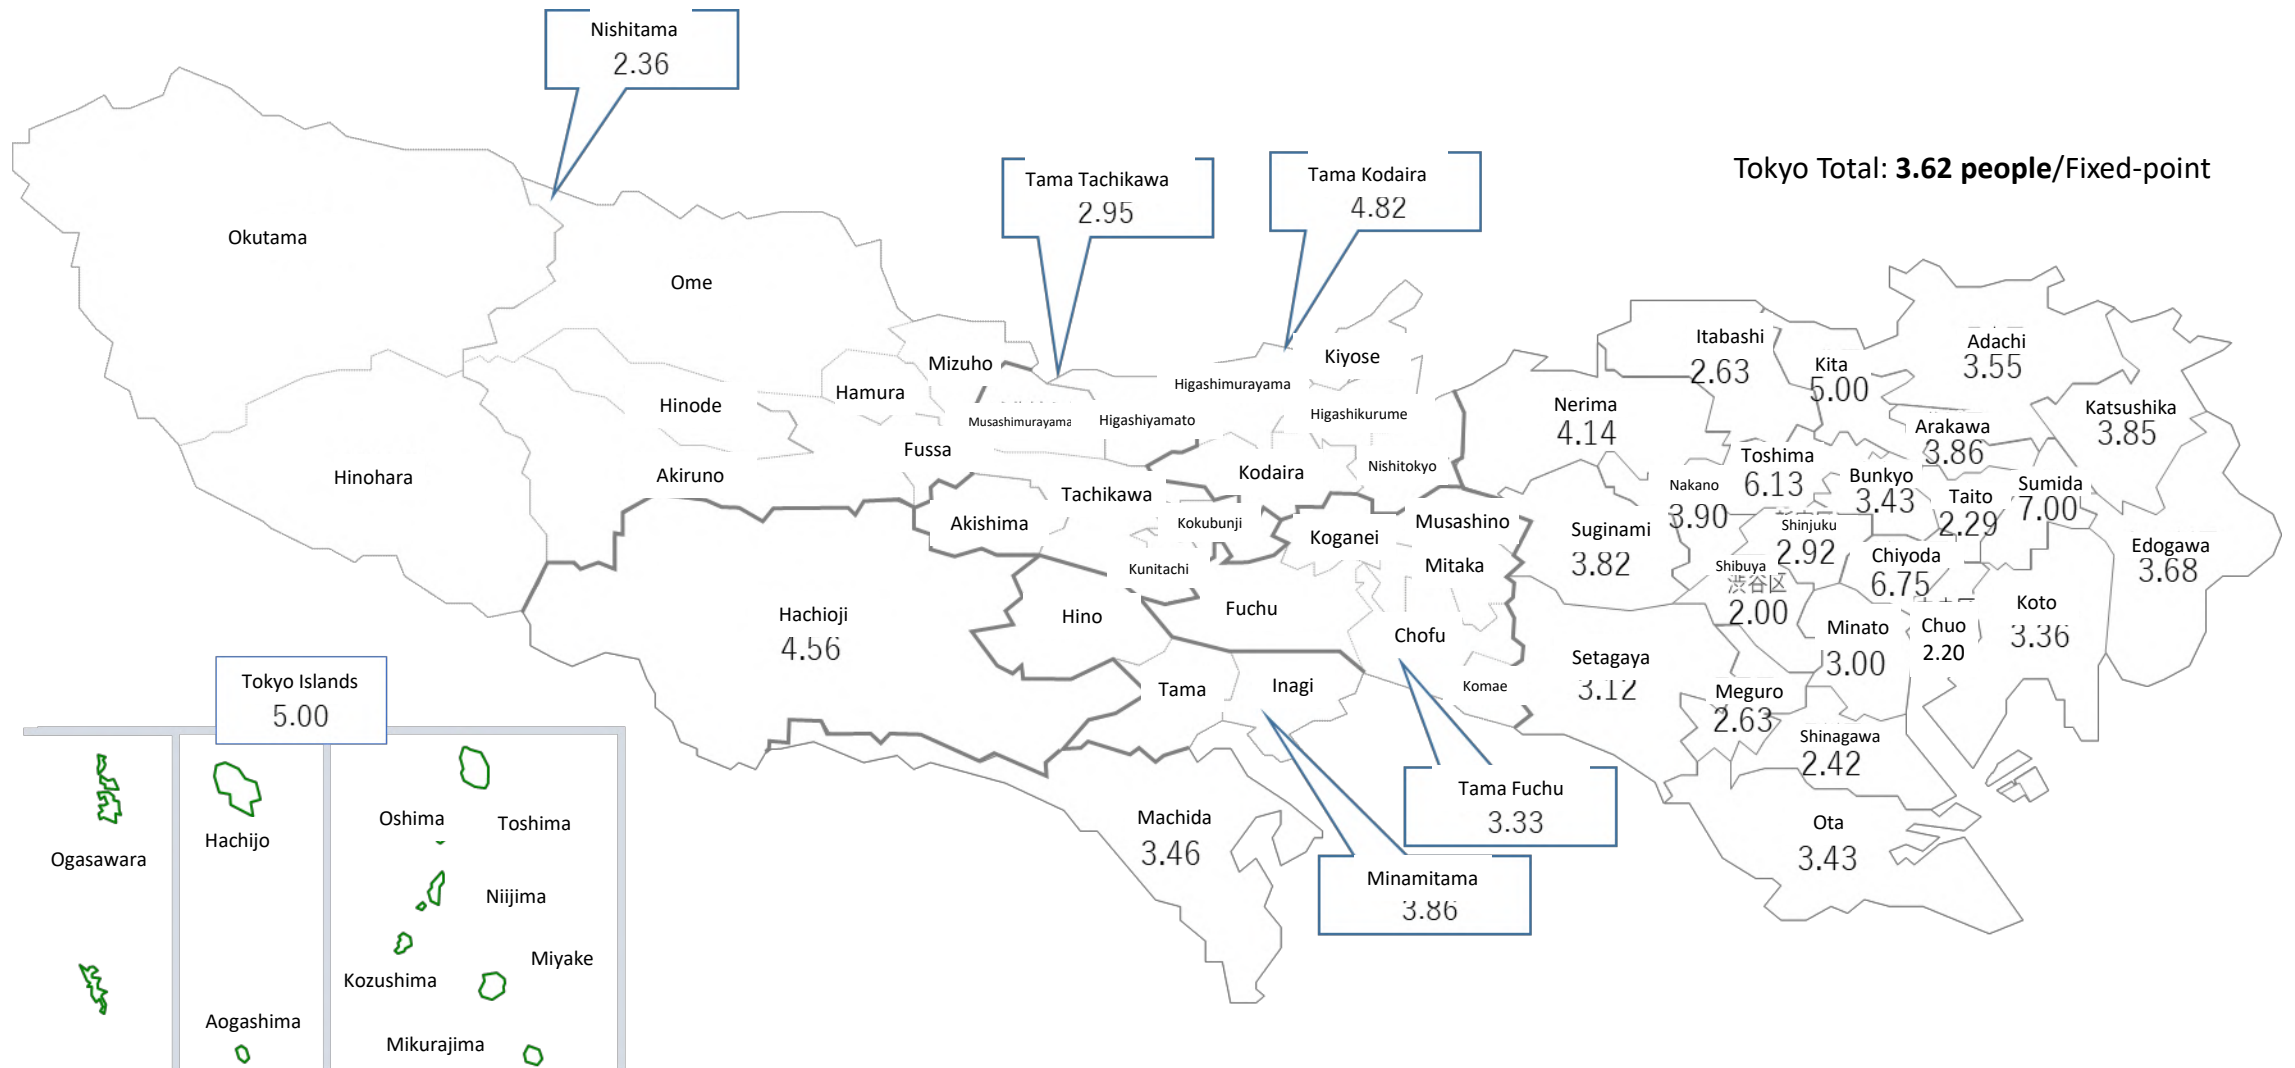 Nishitama
2.36
Tama Tachikawa
2.95
Tama Kodaira
4.82
Tokyo Total: 3.62 people/Fixed-point
Okutama
Ome
Mizuho
Hamura
Hinode
Fussa
Akiruno
Hinohara
Musashimurayama
Higashiyamato
Higashimurayama
Kiyose
Higashikurume
Nishitokyo
Kodaira
Tachikawa
Akishima
Kokubunji
Koganei
Musashino
Mitaka
Kunitachi
Fuchu
Hino
Chofu
Komae
Tama
Inagi
Hachioji
4.56
Machida
3.46
Tama Fuchu
3.33
Minamitama
3.86
Itabashi
2.63
Kita
5.00
Adachi
3.55
Nerima
4.14
Arakawa
3.86
Katsushika
3.85
Toshima
6.13
Nakano
3.90
Bunkyo
3.43
Taito
2.29
Sumida
7.00
Suginami
3.82
Shinjuku
2.92
Chiyoda
6.75
Edogawa
3.68
Shibuya
渋谷区
2.00
Minato
3.00
Chuo
2.20
Koto
3.36
Setagaya
3.12
Meguro
2.63
Shinagawa
2.42
Ota
3.43
Tokyo Islands
5.00
Ogasawara
Hachijo
Aogashima
Oshima
Toshima
Niijima
Kozushima
Miyake
Mikurajima